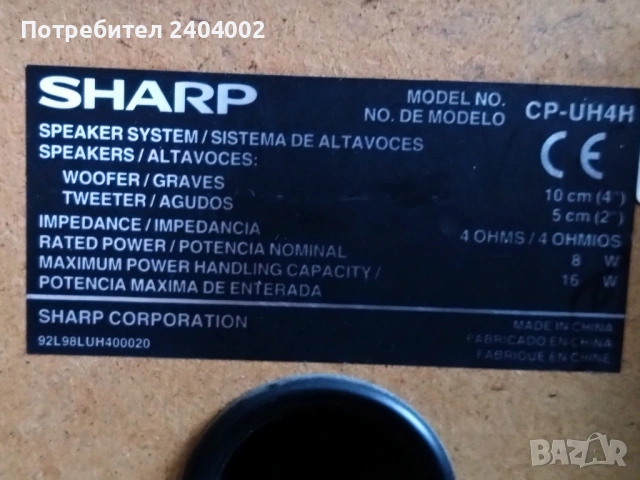 Потребител 2404002
SHARP
MODEL NO.
NO. DE MODELO CP-UH4H
SPEAKER SYSTEM / SISTEMA DE ALTAVOCES
SPEAKERS / ALTAVOCES:
CE
WOOFER / GRAVES 10 cm (4")
TWEETER / AGUDOS 5 cm (2")
IMPEDANCE / IMPEDANCIA 4 OHMS / 4 OHMIOS
RATED POWER / POTENCIA NOMINAL 8 W
MAXIMUM POWER HANDLING CAPACITY / 16 W
POTENCIA MAXIMA DE ENTERADA
SHARP CORPORATION MADE IN CHINA
FABRICADO EN CHINA
92L98LUH400020 FABRIQUE EN CHINE
BAZAR